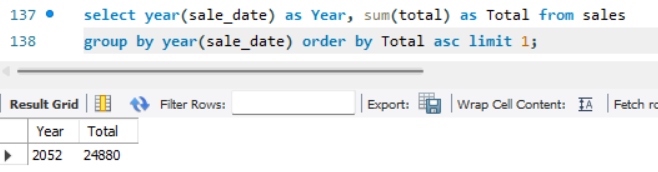 137 select year(sale_date) as Year, sum(total) as Total from sales
138 group by year(sale_date) order by Total asc limit 1;
Result Grid Filter Rows: Export: Wrap Cell Content: Fetch ro
Year Total
2052 24880